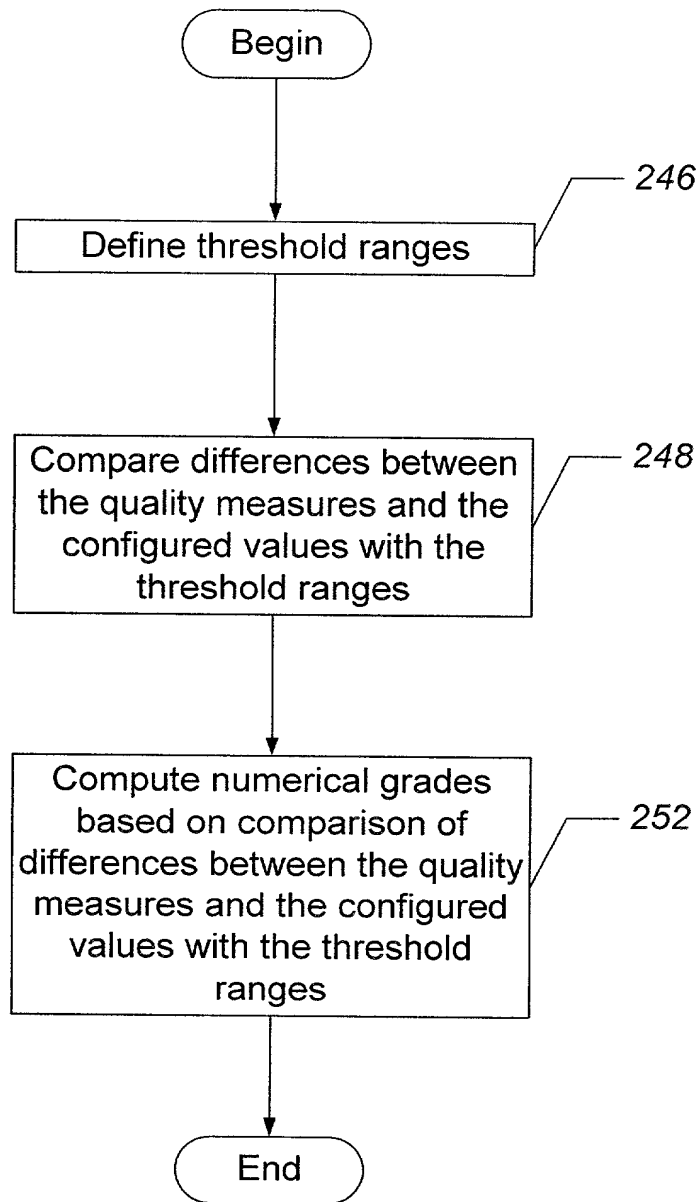 Begin
246
Define threshold ranges
248
Compare differences between
the quality measures and the
configured values with the
threshold ranges
252
Compute numerical grades
based on comparison of
differences between the quality
measures and the configured
values with the threshold
ranges
End